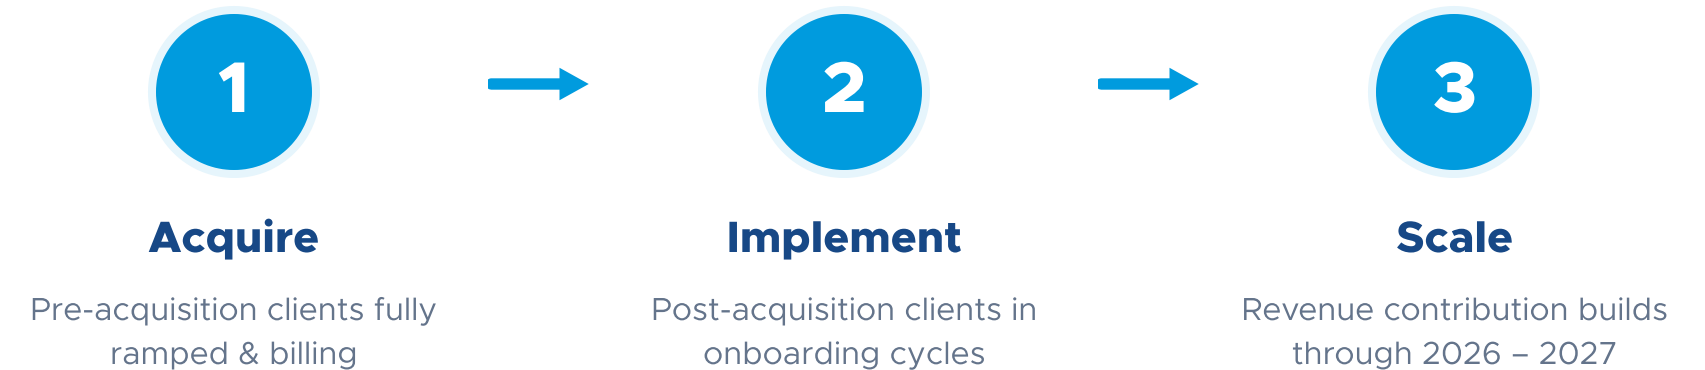 1
2
3
Acquire
Implement
Scale
Pre-acquisition clients fully
ramped & billing
Post-acquisition clients in
onboarding cycles
Revenue contribution builds
through 2026 – 2027